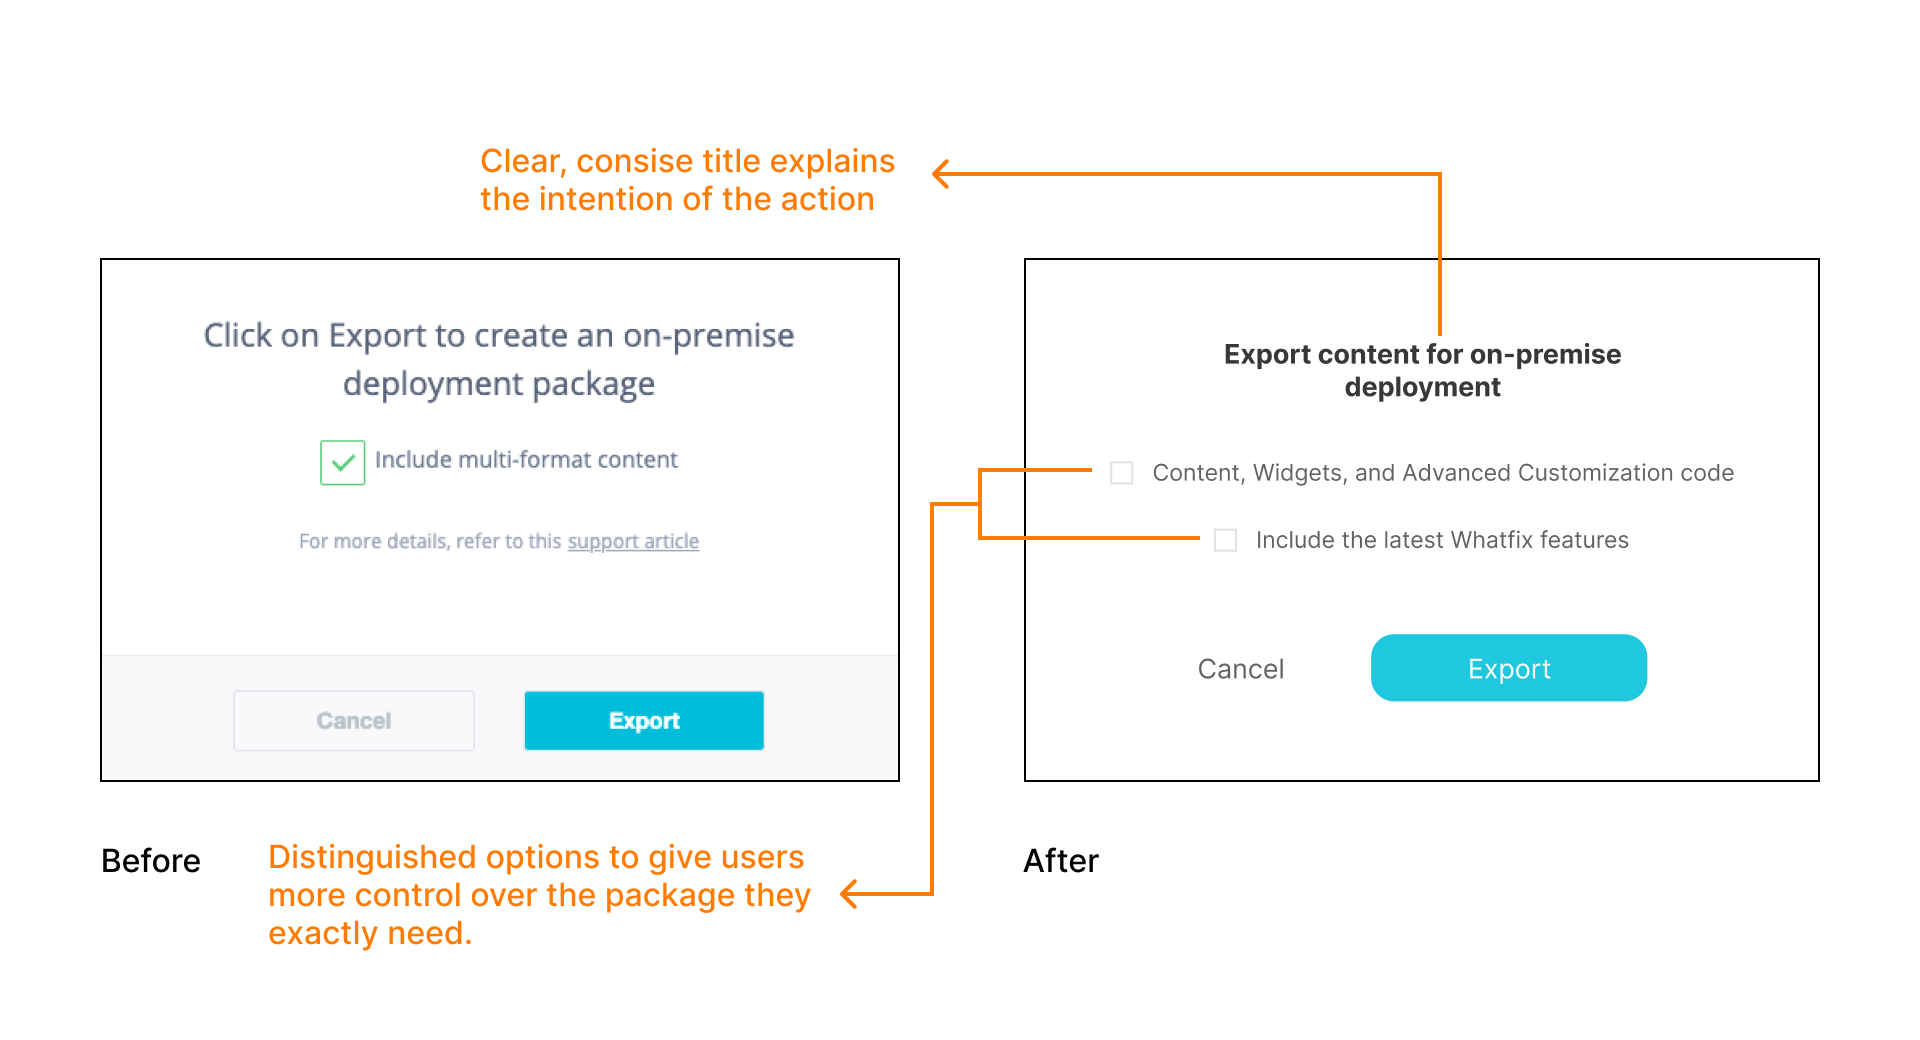 Clear, consise title explains
the intention of the action
Click on Export to create an on-premise
deployment package
Include multi-format content
For more details, refer to this support article
Cancel
Export
Export content for on-premise
deployment
Content, Widgets, and Advanced Customization code
Include the latest Whatfix features
Cancel
Export
Before
Distinguished options to give users
more control over the package they
exactly need.
After